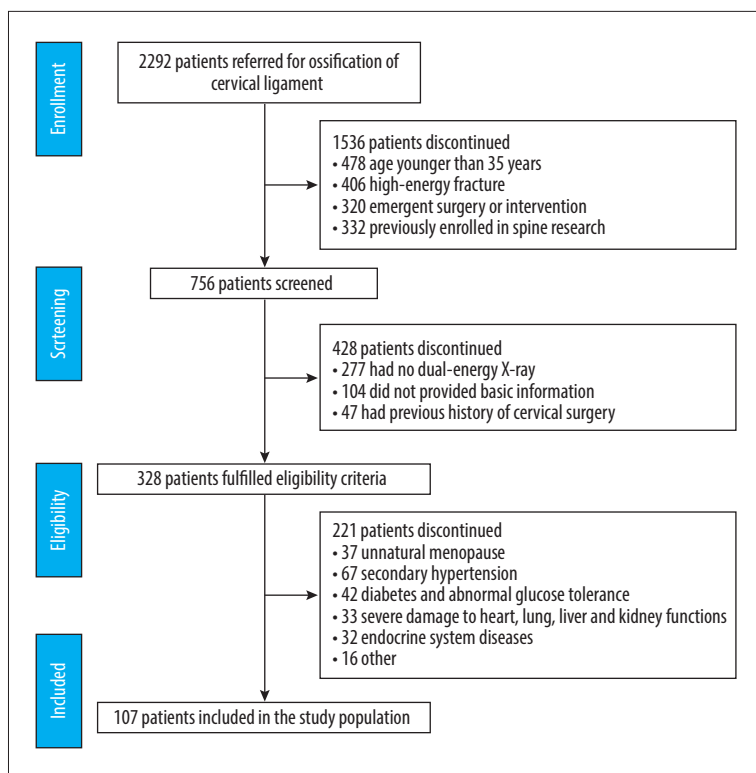 Enrollment
2292 patients referred for ossification of
cervical ligament
1536 patients discontinued
• 478 age younger than 35 years
• 406 high-energy fracture
• 320 emergent surgery or intervention
• 332 previously enrolled in spine research
Scrteening
756 patients screened
428 patients discontinued
• 277 had no dual-energy X-ray
• 104 did not provided basic information
• 47 had previous history of cervical surgery
Eligibility
328 patients fulfilled eligibility criteria
221 patients discontinued
• 37 unnatural menopause
• 67 secondary hypertension
• 42 diabetes and abnormal glucose tolerance
• 33 severe damage to heart, lung, liver and kidney functions
• 32 endocrine system diseases
• 16 other
Included
107 patients included in the study population